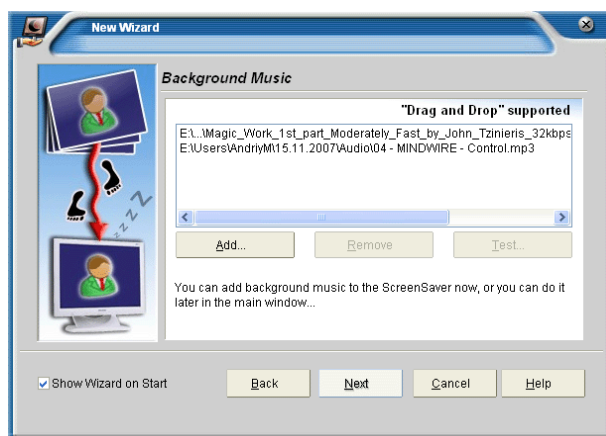 New Wizard
Background Music
"Drag and Drop" supported
E:\...\Magic_Work_1st_part_Moderately_Fast_by_John_Tzinieris_32kbps
E:\Users\AndriyM\15.11.2007\Audio\04 - MINDWIRE - Control.mp3
Add... Remove Test...
You can add background music to the ScreenSaver now, or you can do it
later in the main window...
zzzZZ
Show Wizard on Start Back Next Cancel Help